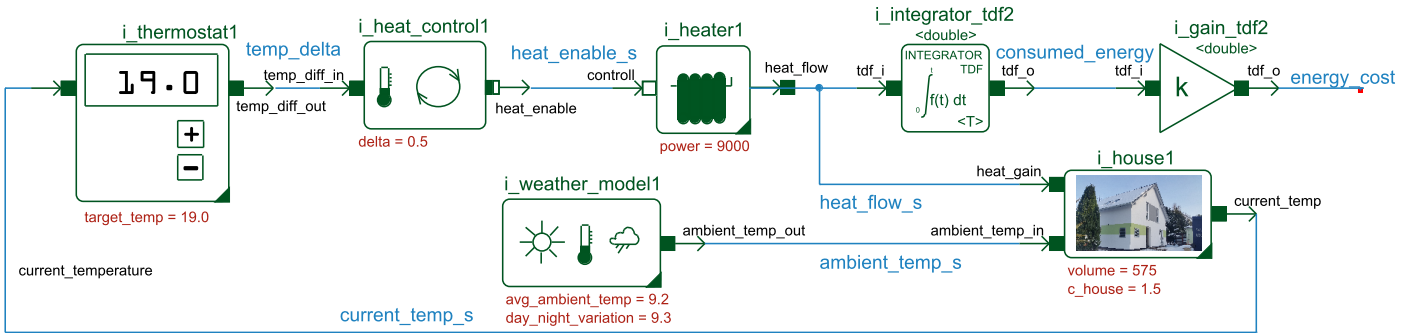 i_thermostat1
19.0
+
−
target_temp = 19.0
temp_delta
temp_diff_in
temp_diff_out
i_heat_control1
delta = 0.5
heat_enable
heat_enable_s
controll
i_heater1
power = 9000
heat_flow
i_integrator_tdf2
<double>
tdf_i
INTEGRATOR
TDF
t
0
∫f(t) dt
<T>
tdf_o
consumed_energy
i_gain_tdf2
<double>
tdf_i
k
tdf_o
energy_cost
i_weather_model1
avg_ambient_temp = 9.2
day_night_variation = 9.3
ambient_temp_out
ambient_temp_s
ambient_temp_in
heat_flow_s
heat_gain
i_house1
volume = 575
c_house = 1.5
current_temp
current_temperature
current_temp_s